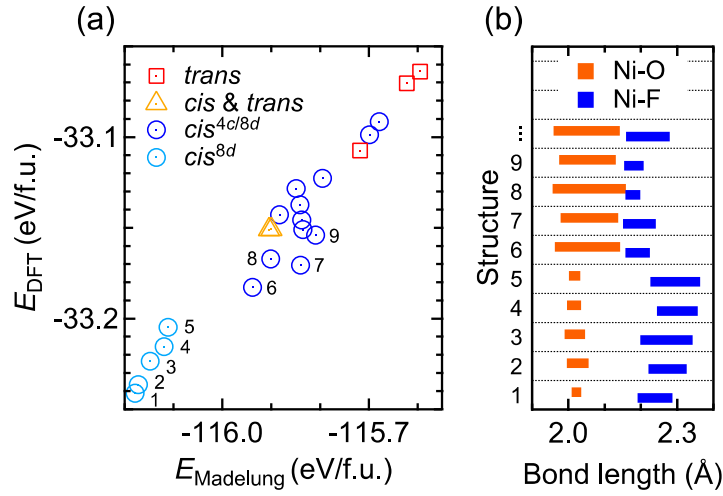 (a)
trans
cis & trans
cis4c/8d
cis8d
-33.1
-33.2
EDFT (eV/f.u.)
9
8
7
6
5
4
3
2
1
-116.0
-115.7
EMadelung (eV/f.u.)
(b)
Ni-O
Ni-F
Structure
...
9
8
7
6
5
4
3
2
1
2.0
2.3
Bond length (Å)